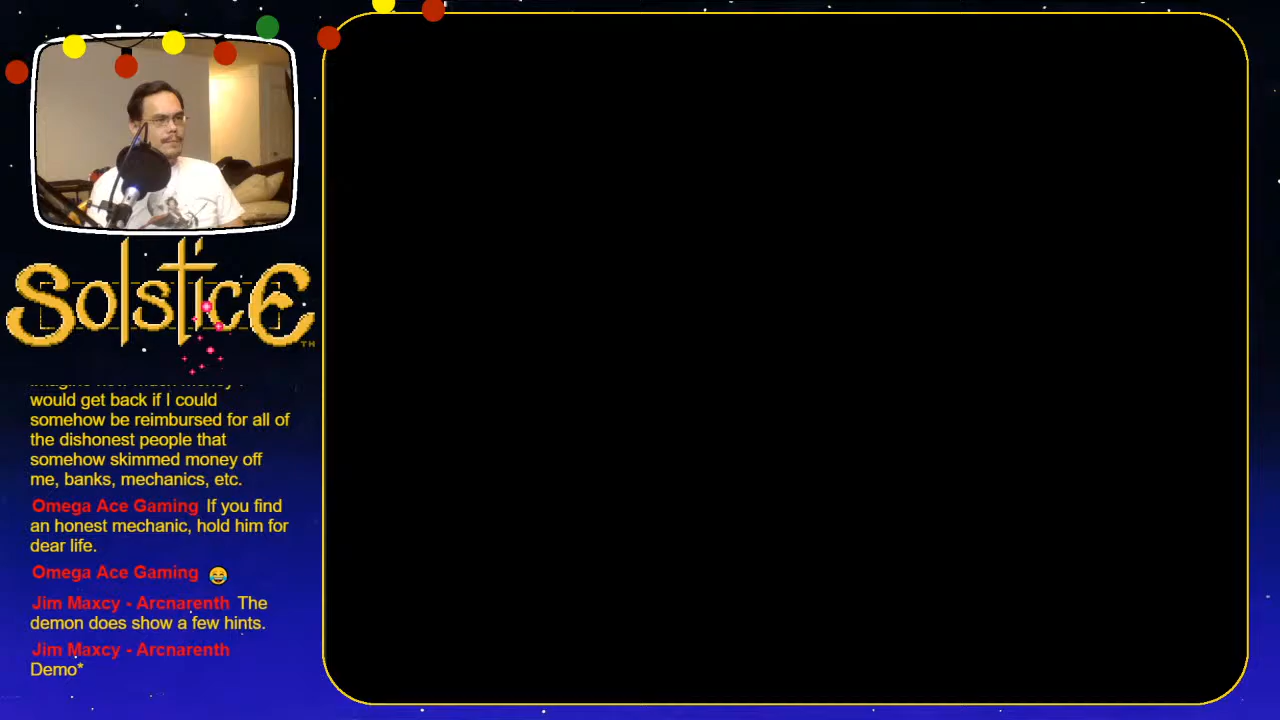 Solstice
TM
would get back if I could
somehow be reimbursed for all of
the dishonest people that
somehow skimmed money off
me, banks, mechanics, etc.
Omega Ace Gaming If you find
an honest mechanic, hold him for
dear life.
Omega Ace Gaming 😂
Jim Maxcy - Arcnarenth The
demon does show a few hints.
Jim Maxcy - Arcnarenth
Demo*